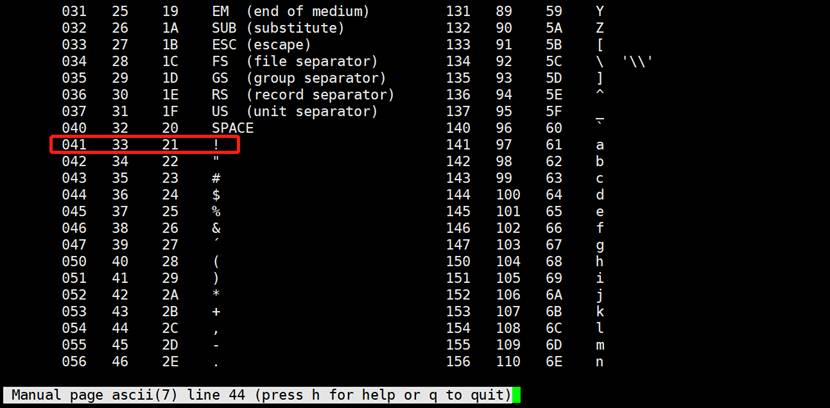 031 25 19 EM (end of medium) 131 89 59 Y
032 26 1A SUB (substitute) 132 90 5A Z
033 27 1B ESC (escape) 133 91 5B [
034 28 1C FS (file separator) 134 92 5C \ '\\'
035 29 1D GS (group separator) 135 93 5D ]
036 30 1E RS (record separator) 136 94 5E ^
037 31 1F US (unit separator) 137 95 5F _
040 32 20 SPACE 140 96 60 `
041 33 21 ! 141 97 61 a
042 34 22 " 142 98 62 b
043 35 23 # 143 99 63 c
044 36 24 $ 144 100 64 d
045 37 25 % 145 101 65 e
046 38 26 & 146 102 66 f
047 39 27 ´ 147 103 67 g
050 40 28 ( 150 104 68 h
051 41 29 ) 151 105 69 i
052 42 2A * 152 106 6A j
053 43 2B + 153 107 6B k
054 44 2C , 154 108 6C l
055 45 2D - 155 109 6D m
056 46 2E . 156 110 6E n
Manual page ascii(7) line 44 (press h for help or q to quit)